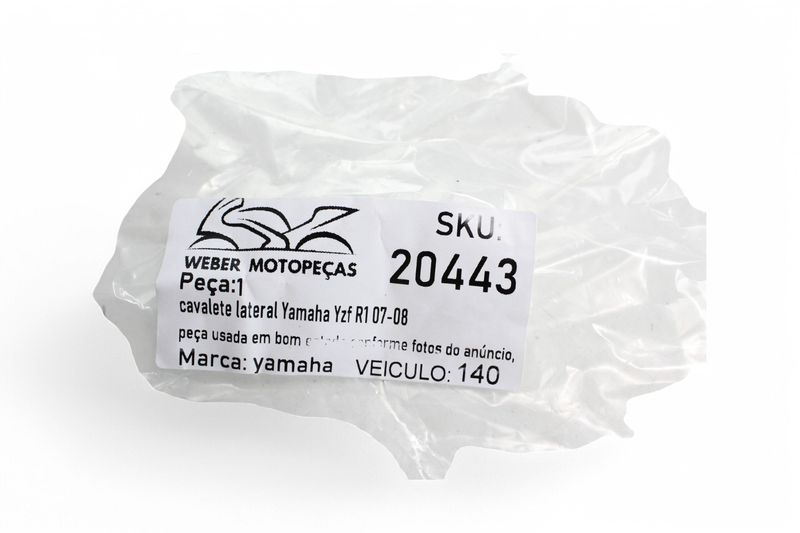 SKU:
20443
WEBER MOTOPEÇAS
Peça:1
cavalete lateral Yamaha Yzf R1 07-08
peça usada em bom estado conforme fotos do anúncio,
Marca: yamaha VEICULO: 140